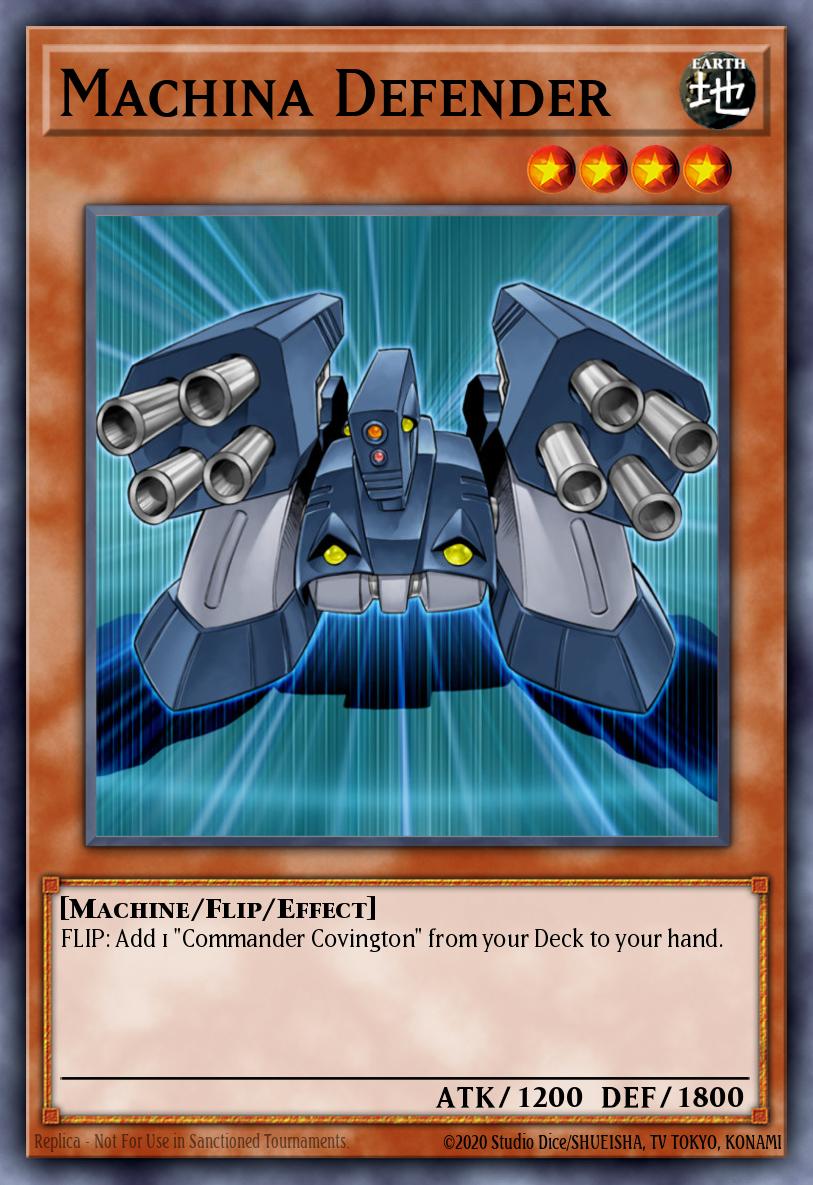 Machina Defender
EARTH
地
[Machine/Flip/Effect]
FLIP: Add 1 "Commander Covington" from your Deck to your hand.
ATK/1200 DEF/1800
Replica - Not For Use in Sanctioned Tournaments.
©2020 Studio Dice/SHUEISHA, TV TOKYO, KONAMI